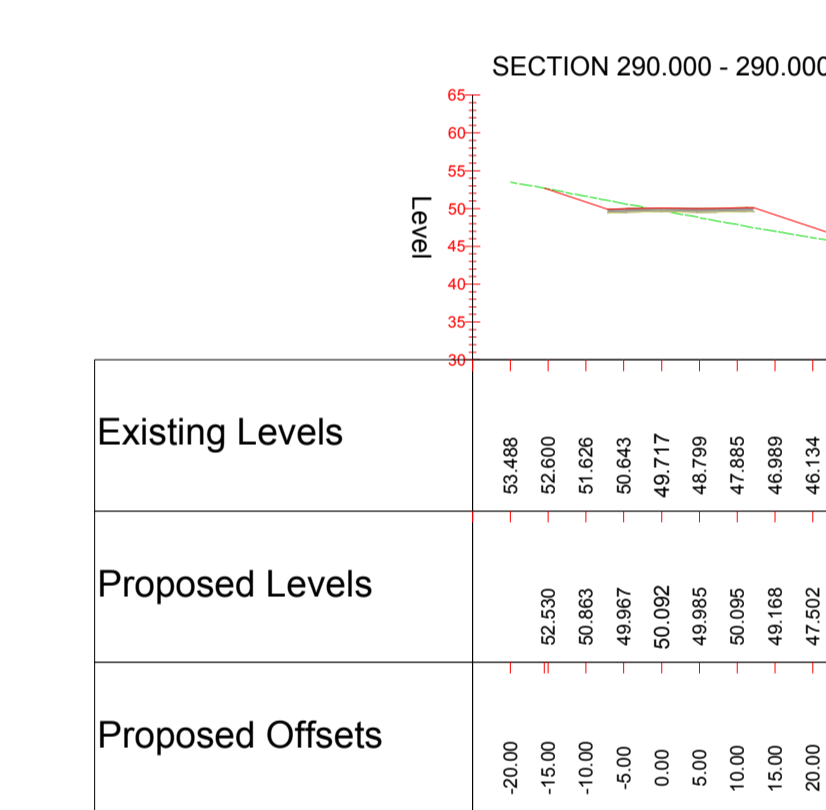 SECTION 290.000 - 290.000
65
60
55
50
45
40
35
30
Level
Existing Levels
53.488 52.600 51.626 50.643 49.717 48.799 47.885 46.989 46.134
Proposed Levels
52.530 50.863 49.967 50.092 49.985 50.095 49.168 47.502
Proposed Offsets
-20.00 -15.00 -10.00 -5.00 0.00 5.00 10.00 15.00 20.00